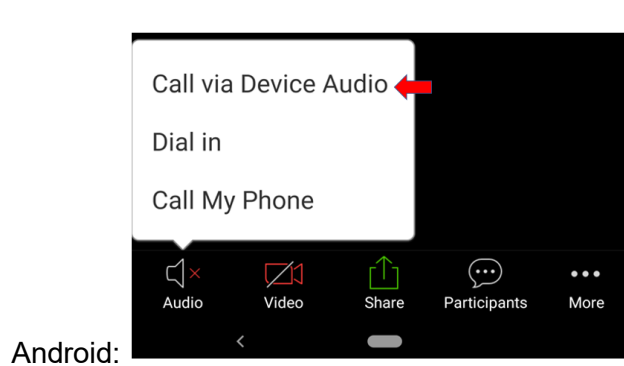 Call via Device Audio
Dial in
Call My Phone
Audio Video Share Participants More
Android: